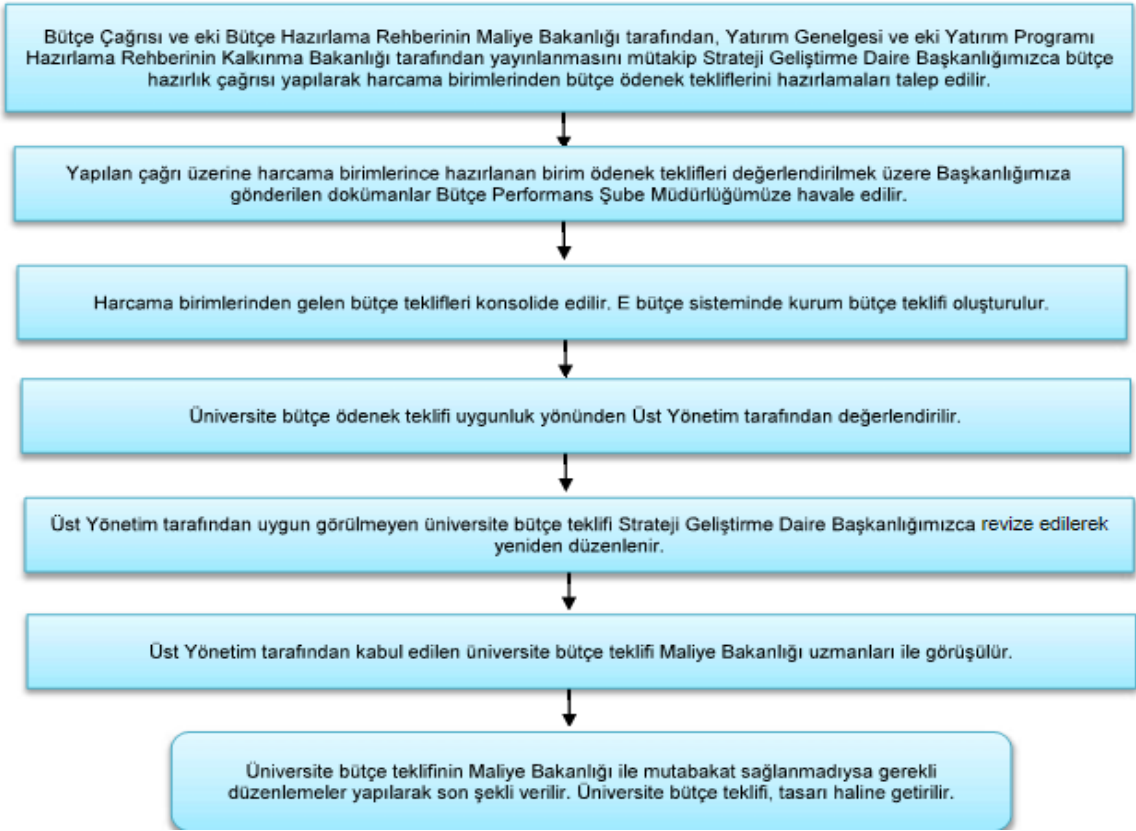 Bütçe Çağrısı ve eki Bütçe Hazırlama Rehberinin Maliye Bakanlığı tarafından, Yatırım Genelgesi ve eki Yatırım Programı
Hazırlama Rehberinin Kalkınma Bakanlığı tarafından yayınlanmasını mütakip Strateji Geliştirme Daire Başkanlığımızca bütçe
hazırlık çağrısı yapılarak harcama birimlerinden bütçe ödenek tekliflerini hazırlamaları talep edilir.
Yapılan çağrı üzerine harcama birimlerince hazırlanan birim ödenek teklifleri değerlendirilmek üzere Başkanlığımıza
gönderilen dokümanlar Bütçe Performans Şube Müdürlüğümüze havale edilir.
Harcama birimlerinden gelen bütçe teklifleri konsolide edilir. E bütçe sisteminde kurum bütçe teklifi oluşturulur.
Üniversite bütçe ödenek teklifi uygunluk yönünden Üst Yönetim tarafından değerlendirilir.
Üst Yönetim tarafından uygun görülmeyen üniversite bütçe teklifi Strateji Geliştirme Daire Başkanlığımızca revize edilerek
yeniden düzenlenir.
Üst Yönetim tarafından kabul edilen üniversite bütçe teklifi Maliye Bakanlığı uzmanları ile görüşülür.
Üniversite bütçe teklifinin Maliye Bakanlığı ile mutabakat sağlanmadıysa gerekli
düzenlemeler yapılarak son şekli verilir. Üniversite bütçe teklifi, tasarı haline getirilir.